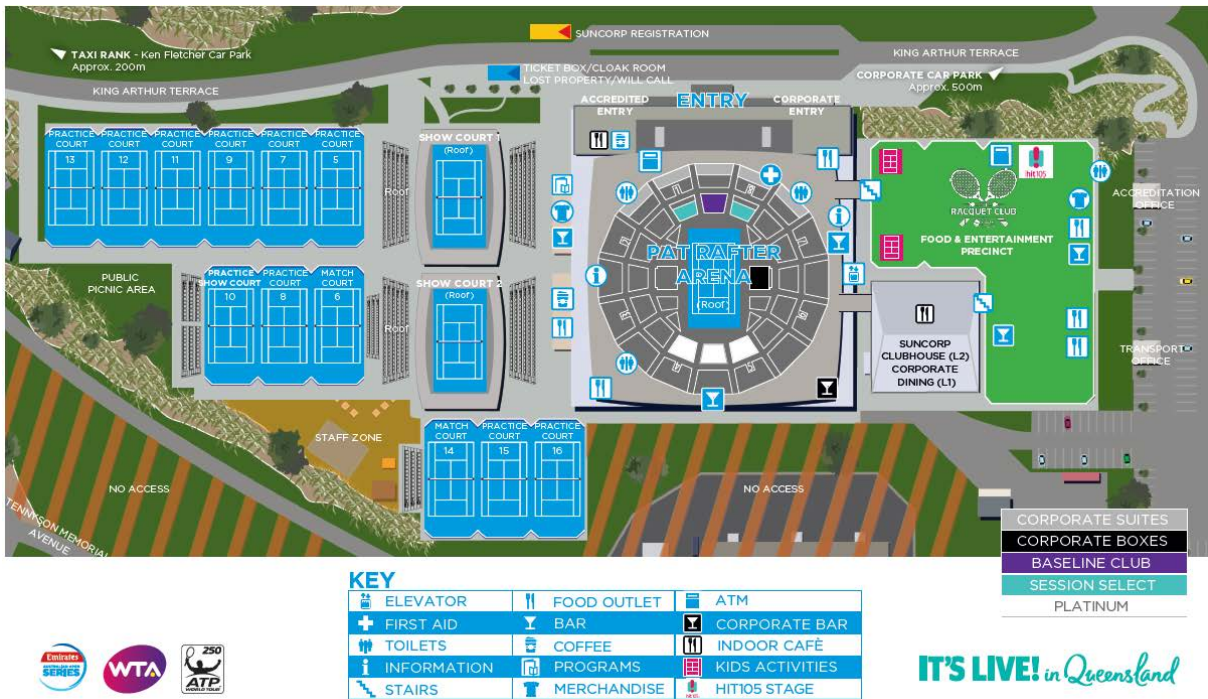 SUNCORP REGISTRATION
TAXI RANK - Ken Fletcher Car Park
Approx. 200m
KING ARTHUR TERRACE
TICKET BOX/CLOAK ROOM
LOST PROPERTY/WILL CALL
KING ARTHUR TERRACE
CORPORATE CAR PARK
Approx. 500m
ACCREDITED
ENTRY
ENTRY
CORPORATE
ENTRY
PRACTICE
COURT
13
PRACTICE
COURT
12
PRACTICE
COURT
11
PRACTICE
COURT
9
PRACTICE
COURT
7
PRACTICE
COURT
5
Roof
SHOW COURT 1
(Roof)
hit105
RACQUET CLUB
FOOD & ENTERTAINMENT
PRECINCT
ACCREDITATION
OFFICE
PAT RAFTER
ARENA
(Roof)
PUBLIC
PICNIC AREA
PRACTICE
SHOW COURT
10
PRACTICE
COURT
8
MATCH
COURT
6
Roof
SHOW COURT 2
(Roof)
SUNCORP
CLUBHOUSE (L2)
CORPORATE
DINING (L1)
TRANSPORT
OFFICE
STAFF ZONE
MATCH
COURT
14
PRACTICE
COURT
15
PRACTICE
COURT
16
NO ACCESS
NO ACCESS
TENNYSON MEMORIAL
AVENUE
CORPORATE SUITES
CORPORATE BOXES
BASELINE CLUB
SESSION SELECT
PLATINUM
KEY
ELEVATOR
FOOD OUTLET
ATM
FIRST AID
BAR
CORPORATE BAR
TOILETS
COFFEE
INDOOR CAFÈ
INFORMATION
PROGRAMS
KIDS ACTIVITIES
STAIRS
MERCHANDISE
HIT105 STAGE
Emirates
AUSTRALIAN OPEN
SERIES
WTA
250
ATP
WORLD TOUR
IT'S LIVE! in Queensland